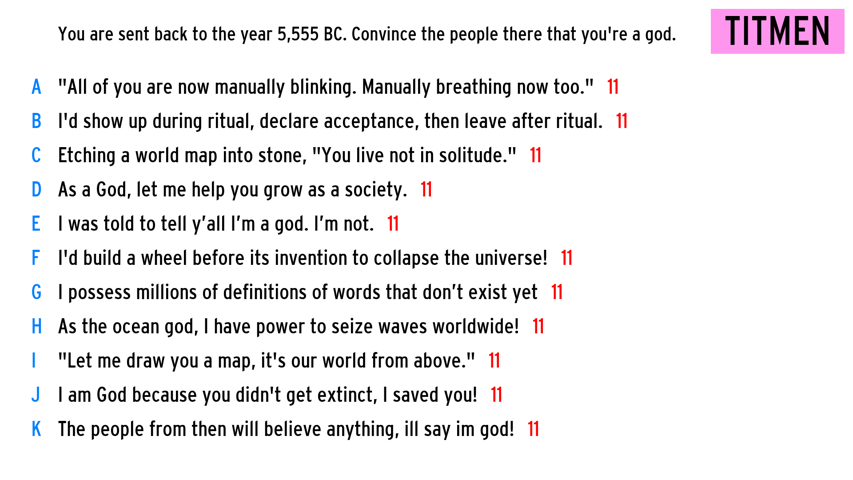 You are sent back to the year 5,555 BC. Convince the people there that you're a god.
TITMEN
A "All of you are now manually blinking. Manually breathing now too." 11
B I'd show up during ritual, declare acceptance, then leave after ritual. 11
C Etching a world map into stone, "You live not in solitude." 11
D As a God, let me help you grow as a society. 11
E I was told to tell y’all I’m a god. I’m not. 11
F I'd build a wheel before its invention to collapse the universe! 11
G I possess millions of definitions of words that don’t exist yet 11
H As the ocean god, I have power to seize waves worldwide! 11
I "Let me draw you a map, it's our world from above." 11
J I am God because you didn't get extinct, I saved you! 11
K The people from then will believe anything, ill say im god! 11